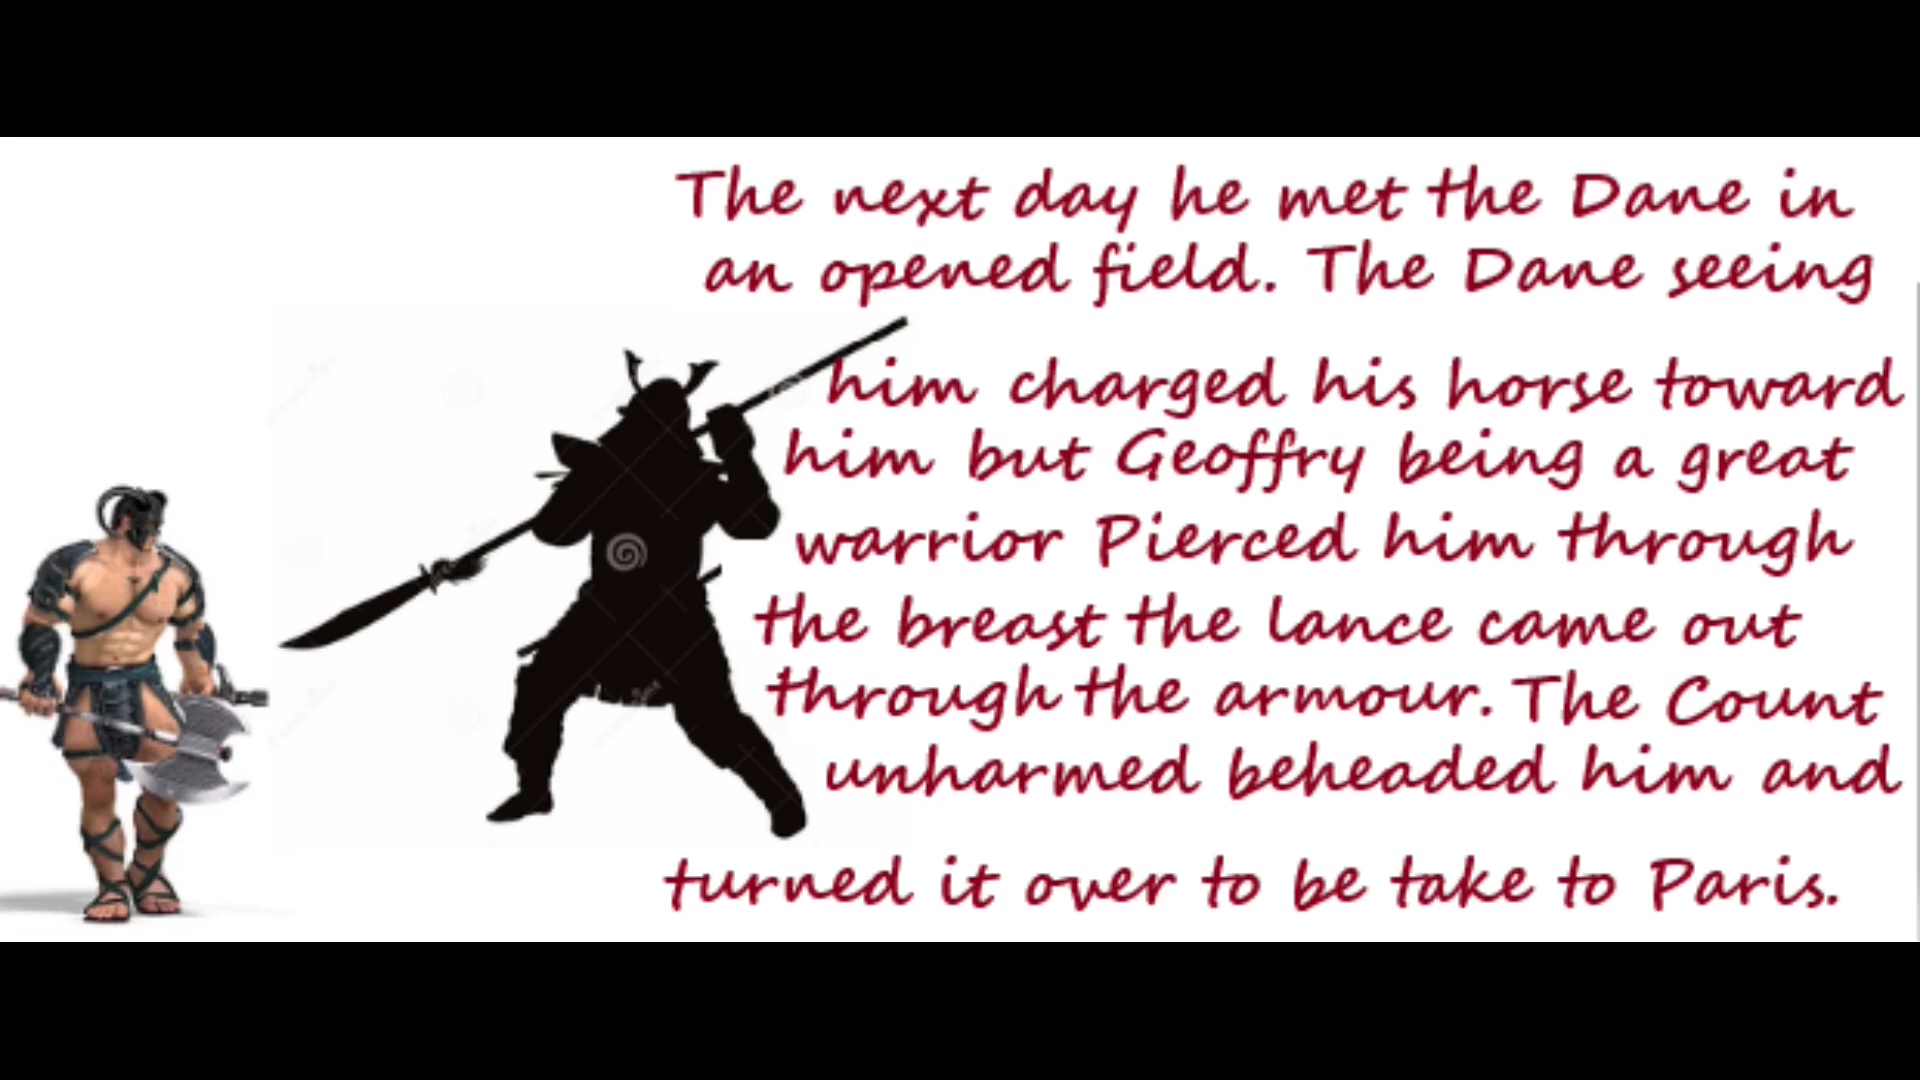 The next day he met the Dane in
an opened field. The Dane seeing
him charged his horse toward
him but Geoffry being a great
warrior Pierced him through
the breast the lance came out
through the armour. The Count
unharmed beheaded him and
turned it over to be take to Paris.